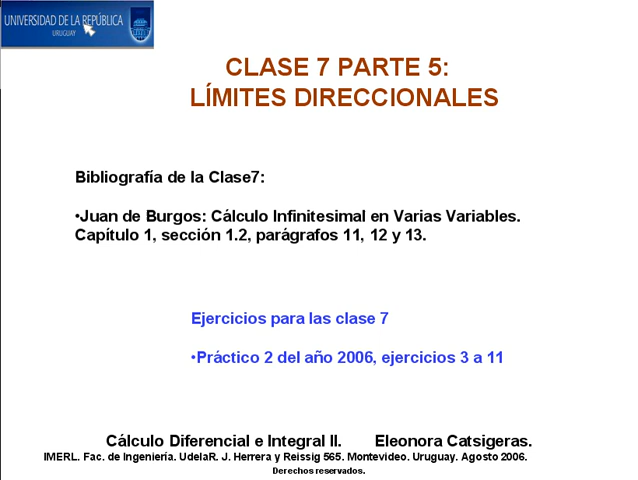 UNIVERSIDAD DE LA REPÚBLICA
URUGUAY
CLASE 7 PARTE 5:
LÍMITES DIRECCIONALES
Bibliografía de la Clase7:
•Juan de Burgos: Cálculo Infinitesimal en Varias Variables.
Capítulo 1, sección 1.2, parágrafos 11, 12 y 13.
Ejercicios para las clase 7
•Práctico 2 del año 2006, ejercicios 3 a 11
Cálculo Diferencial e Integral II. Eleonora Catsigeras.
IMERL. Fac. de Ingeniería. UdelaR. J. Herrera y Reissig 565. Montevideo. Uruguay. Agosto 2006.
Derechos reservados.